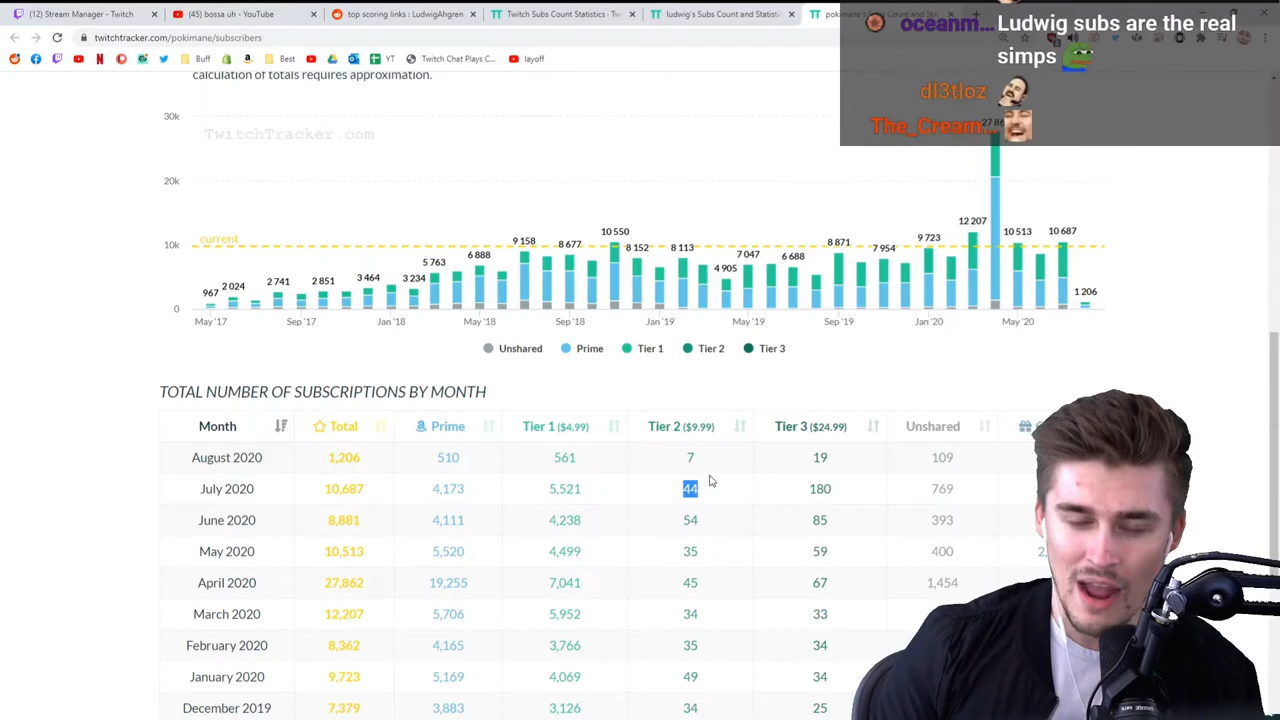 (12) Stream Manager - Twitch
(45) bossa uh - YouTube
top scoring links : LudwigAhgren
Twitch Subs Count Statistics - Tw
ludwig's Subs Count and Statistic
pokimane's Subs Count and Statis
twitchtracker.com/pokimane/subscribers
Buff
Best
YT
Twitch Chat Plays C...
layoff
oceanm... Ludwig subs are the real
simps
dl3tloz
The_Cream...
calculation of totals requires approximation.
TwitchTracker.com
30k
20k
10k
0
current
967
2 024
2 741
2 851
3 464
3 234
5 763
6 888
9 158
8 677
10 550
8 152
8 113
4 905
7 047
6 688
8 871
7 954
9 723
12 207
27 86
10 513
10 687
1 206
May '17
Sep '17
Jan '18
May '18
Sep '18
Jan '19
May '19
Sep '19
Jan '20
May '20
Unshared Prime Tier 1 Tier 2 Tier 3
TOTAL NUMBER OF SUBSCRIPTIONS BY MONTH
Month Total Prime Tier 1 ($4.99) Tier 2 ($9.99) Tier 3 ($24.99) Unshared
August 2020 1,206 510 561 7 19 109
July 2020 10,687 4,173 5,521 44 180 769
June 2020 8,881 4,111 4,238 54 85 393
May 2020 10,513 5,520 4,499 35 59 400 2,
April 2020 27,862 19,255 7,041 45 67 1,454
March 2020 12,207 5,706 5,952 34 33
February 2020 8,362 4,165 3,766 35 34
January 2020 9,723 5,169 4,069 49 34
December 2019 7,379 3,883 3,126 34 25